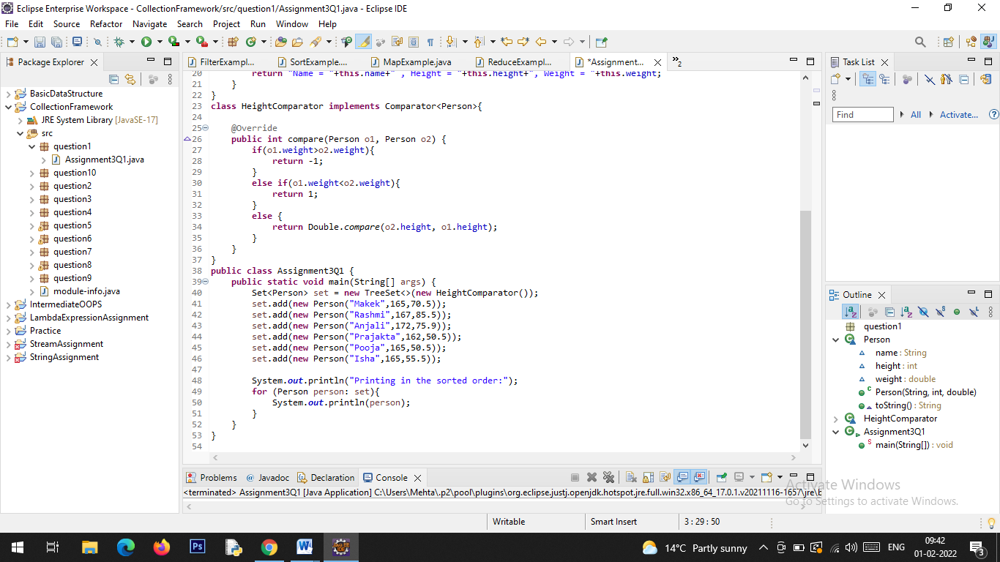 Eclipse Enterprise Workspace - CollectionFramework/src/question1/Assignment3Q1.java - Eclipse IDE
File Edit Source Refactor Navigate Search Project Run Window Help
Package Explorer
BasicDataStructure
CollectionFramework
JRE System Library [JavaSE-17]
src
question1
Assignment3Q1.java
question10
question2
question3
question4
question5
question6
question7
question8
question9
module-info.java
IntermediateOOPS
LambdaExpressionAssignment
Practice
StreamAssignment
StringAssignment
FilterExampl... SortExample.... MapExample.java ReduceExampl... *Assignment... »2
20 return "Name = "+this.name+" , Height = "+this.height+", Weight = "+this.weight;
21 }
22 }
23 class HeightComparator implements Comparator<Person>{
24
25 @Override
26 public int compare(Person o1, Person o2) {
27 if(o1.weight>o2.weight){
28 return -1;
29 }
30 else if(o1.weight<o2.weight){
31 return 1;
32 }
33 else {
34 return Double.compare(o2.height, o1.height);
35 }
36 }
37 }
38 public class Assignment3Q1 {
39 public static void main(String[] args) {
40 Set<Person> set = new TreeSet<>(new HeightComparator());
41 set.add(new Person("Makek",165,70.5));
42 set.add(new Person("Rashmi",167,85.5));
43 set.add(new Person("Anjali",172,75.9));
44 set.add(new Person("Prajakta",162,50.5));
45 set.add(new Person("Pooja",165,50.5));
46 set.add(new Person("Isha",165,55.5));
47
48 System.out.println("Printing in the sorted order:");
49 for (Person person: set){
50 System.out.println(person);
51 }
52 }
53 }
54
Problems @ Javadoc Declaration Console
<terminated> Assignment3Q1 [Java Application] C:\Users\Mehta\.p2\pool\plugins\org.eclipse.justj.openjdk.hotspot.jre.full.win32.x86_64_17.0.1.v20211116-1657\jre\b
Task List
Find All Activate...
Outline
question1
Person
name : String
height : int
weight : double
Person(String, int, double)
toString() : String
HeightComparator
Assignment3Q1
main(String[]) : void
Activate Windows
Go to Settings to activate Windows.
Writable Smart Insert 3 : 29 : 50
Ps W JAVA EE IDE 14°C Partly sunny ENG 09:42
01-02-2022 3